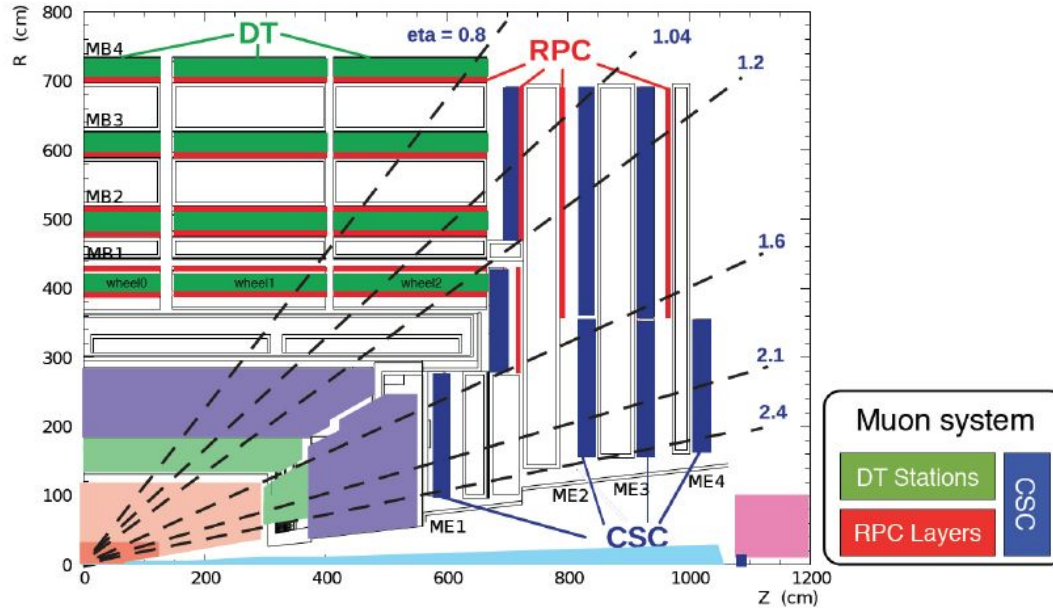 R (cm)
800
700
600
500
400
300
200
100
0
MB4
MB3
MB2
MB1
DT
eta = 0.8
1.04
1.2
RPC
1.6
2.1
2.4
wheel0
wheel1
wheel2
ME1
ME2
ME3
ME4
CSC
0
200
400
600
800
1000
1200
Z (cm)
Muon system
DT Stations
RPC Layers
CSC